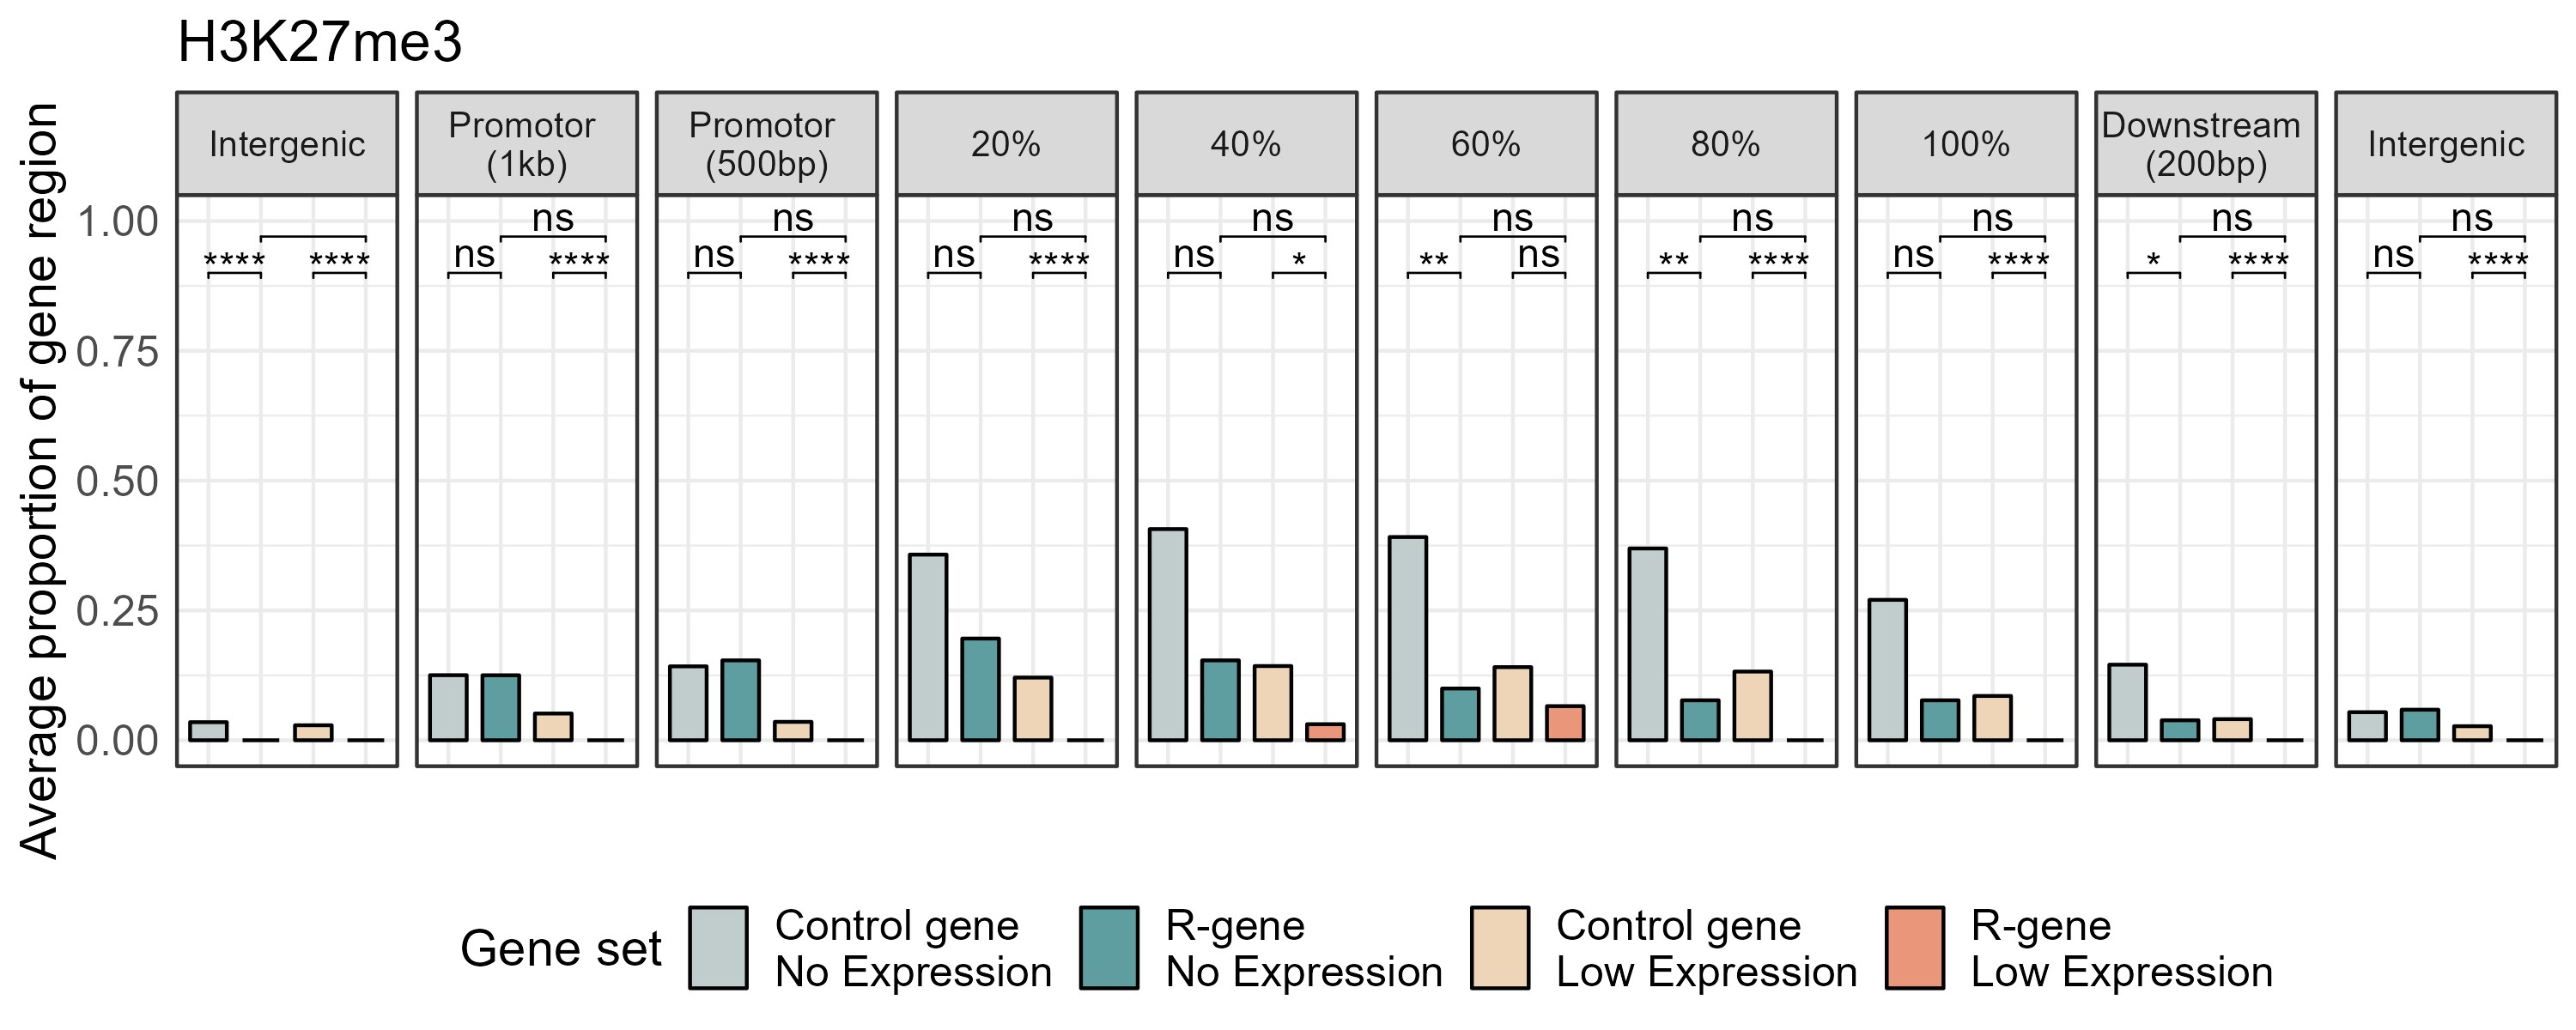 H3K27me3
Average proportion of gene region
Intergenic
Promotor
(1kb)
Promotor
(500bp)
20%
40%
60%
80%
100%
Downstream
(200bp)
Intergenic
1.00
0.75
0.50
0.25
0.00
**** ****
ns
ns ****
ns
ns ****
ns
ns ****
ns
ns *
ns
** ns
ns
** ****
ns
ns ****
ns
* ****
ns
ns ****
Gene set
Control gene
No Expression
R-gene
No Expression
Control gene
Low Expression
R-gene
Low Expression